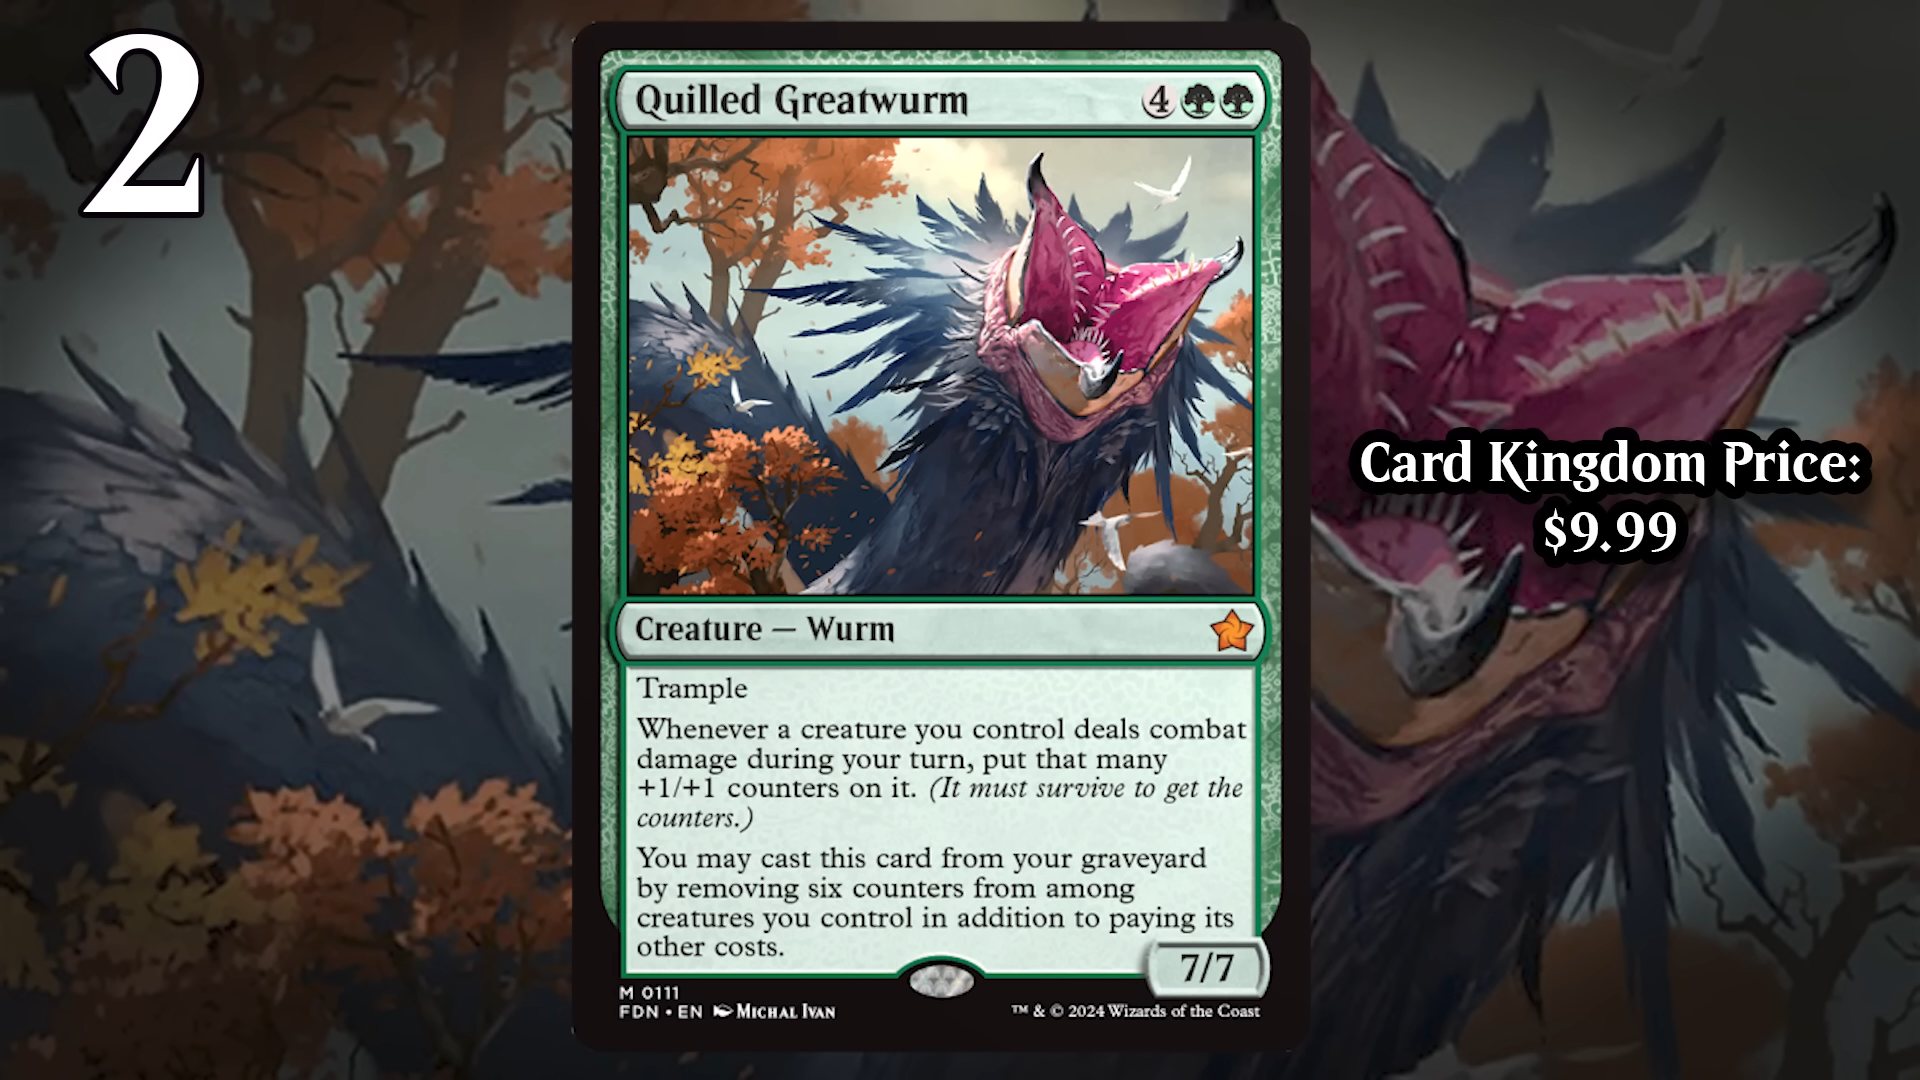 2
Quilled Greatwurm 4
Card Kingdom Price:
$9.99
Creature — Wurm
Trample
Whenever a creature you control deals combat
damage during your turn, put that many
+1/+1 counters on it. (It must survive to get the
counters.)
You may cast this card from your graveyard
by removing six counters from among
creatures you control in addition to paying its
other costs.
7/7
M 0111
FDN • EN MICHAL IVAN
™ & © 2024 Wizards of the Coast